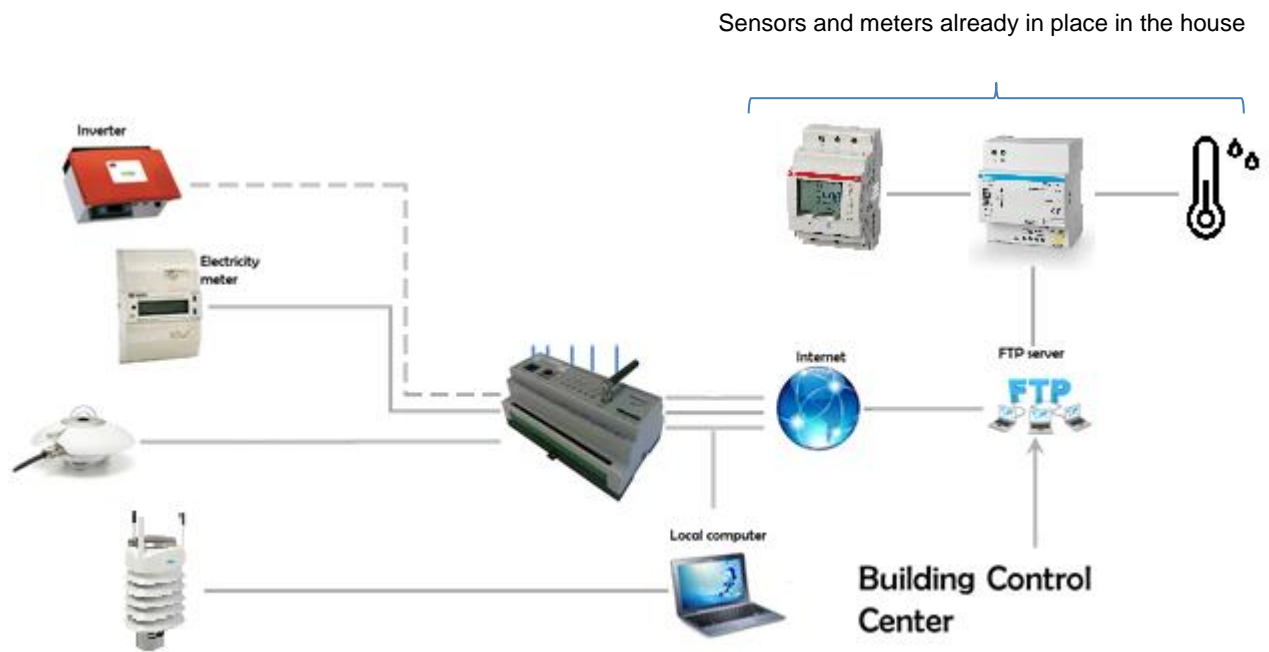 Sensors and meters already in place in the house
Inverter
Electricity
meter
Internet
FTP server
FTP
Local computer
Building Control
Center